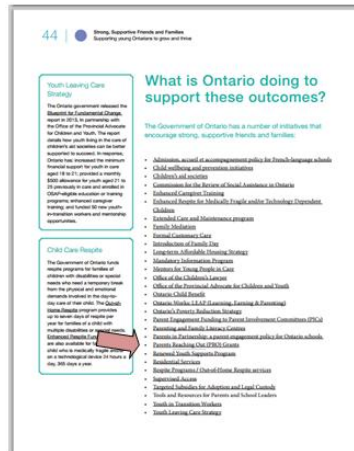 44
Strong, Supportive Friends and Families
Supporting young Ontarians to grow and thrive
Youth Leaving Care
Strategy
The Ontario government released the
Blueprint for Fundamental Change
report in 2013, in partnership with
the Office of the Provincial Advocate
for Children and Youth. The report
details how youth living in the care of
children's aid societies can be better
supported to succeed. In response,
Ontario has: increased the minimum
financial support for youth in care
aged 18 to 21; provided a monthly
$500 allowance for youth aged 21 to
25 previously in care and enrolled in
OSAP-eligible education or training
programs; enhanced caregiver
training; and funded 50 new youth-
in-transition workers and mentorship
opportunities.
Child Care Respite
The Government of Ontario funds
respite programs for families of
children with disabilities or special
needs who need a temporary break
from the physical and emotional
demands involved in the day-to-
day care of their child. The Out-of-
Home Respite program provides
up to seven days of respite per
year for families of a child with
multiple disabilities or special needs.
Enhanced Respite Fun
are also available for
child who is medically fragile
on a technological device 24 hours a
day, 365 days a year.
What is Ontario doing to
support these outcomes?
The Government of Ontario has a number of initiatives that
encourage strong, supportive friends and families:
• Admission, accueil et accompagnement policy for French-language schools
• Child wellbeing and prevention initiatives
• Children's aid societies
• Commission for the Review of Social Assistance in Ontario
• Enhanced Caregiver Training
• Enhanced Respite for Medically Fragile and/or Technology Dependent
Children
• Extended Care and Maintenance program
• Family Mediation
• Formal Customary Care
• Introduction of Family Day
• Long-term Affordable Housing Strategy
• Mandatory Information Program
• Mentors for Young People in Care
• Office of the Children's Lawyer
• Office of the Provincial Advocate for Children and Youth
• Ontario Child Benefit
• Ontario Works: LEAP (Learning, Earning & Parenting)
• Ontario's Poverty Reduction Strategy
• Parent Engagement Funding to Parent Involvement Committees (PICs)
• Parenting and Family Literacy Centres
• Parents in Partnership: a parent engagement policy for Ontario schools
• Parents Reaching Out (PRO) Grants
• Renewed Youth Supports Program
• Residential Services
• Respite Programs / Out-of-Home Respite services
• Supervised Access
• Targeted Subsidies for Adoption and Legal Custody
• Tools and Resources for Parents and School Leaders
• Youth in Transition Workers
• Youth Leaving Care Strategy